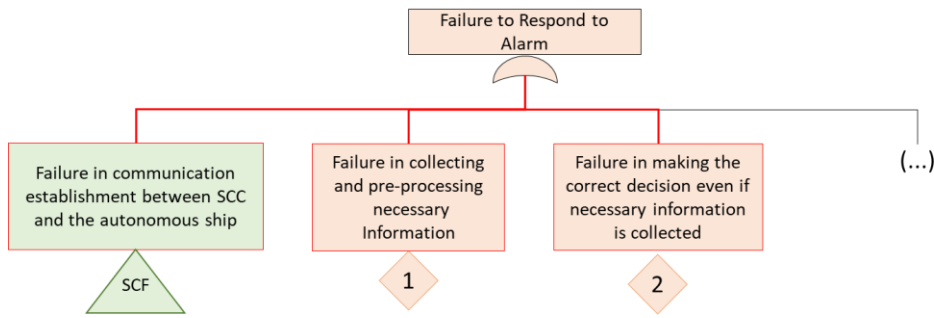 Failure to Respond to
Alarm
Failure in communication
establishment between SCC
and the autonomous ship
Failure in collecting
and pre-processing
necessary
Information
Failure in making the
correct decision even if
necessary information
is collected
(...)
SCF
1
2